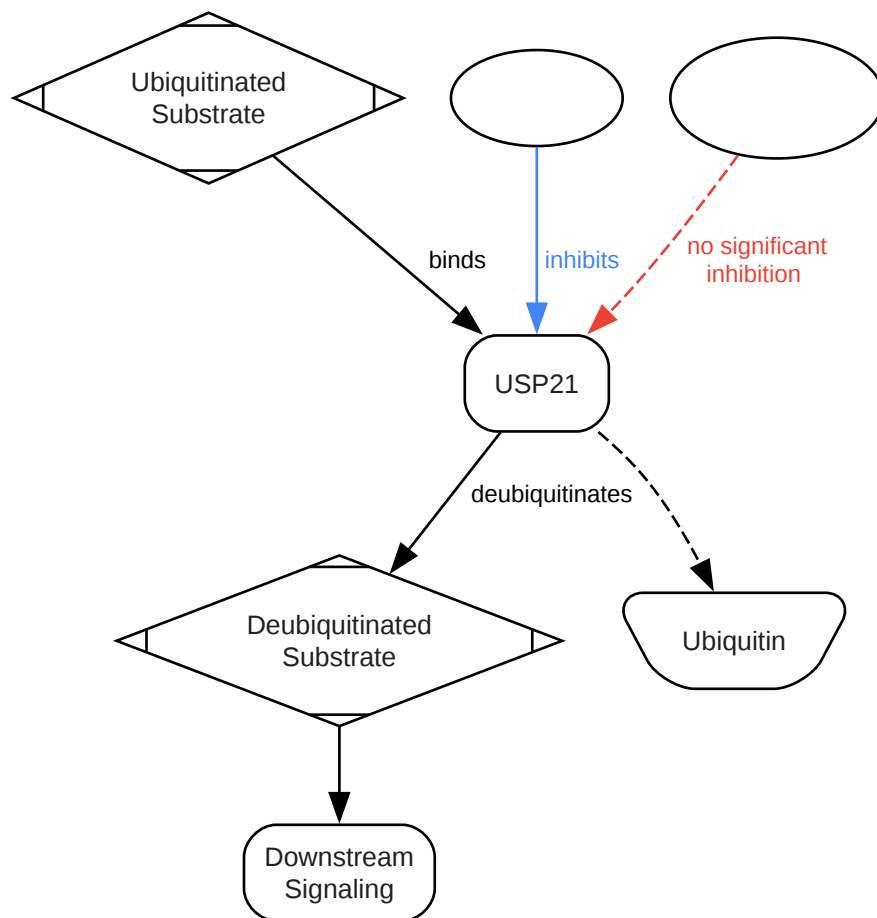 Ubiquitinated
Substrate
binds
inhibits
no significant
inhibition
USP21
deubiquitinates
Deubiquitinated
Substrate
Ubiquitin
Downstream
Signaling